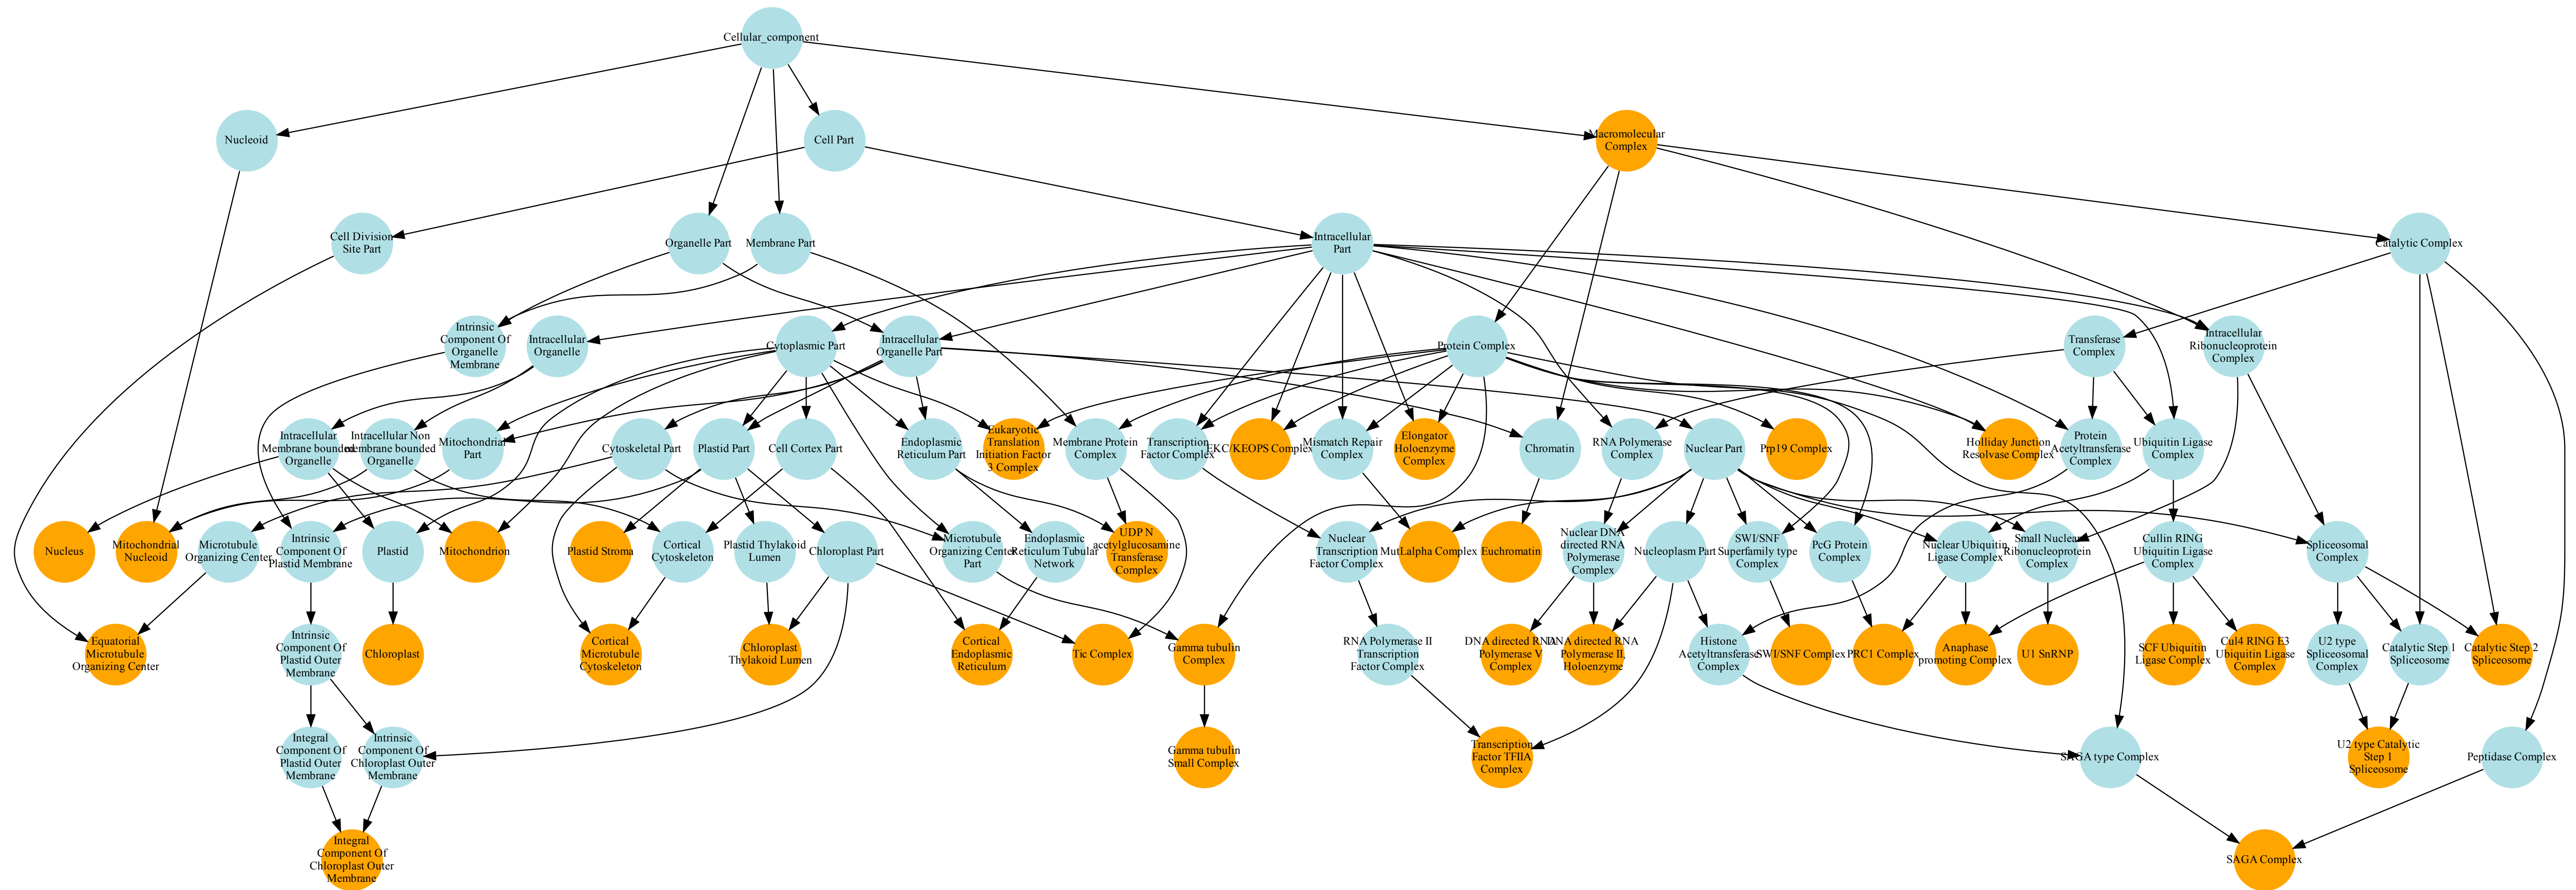 Cellular_component
Nucleoid
Cell Part
Macromolecular
Complex
Cell Division
Site Part
Organelle Part
Membrane Part
Intracellular
Part
Catalytic Complex
Intrinsic
Component Of
Organelle
Membrane
Intracellular
Organelle
Cytoplasmic Part
Intracellular
Organelle Part
Protein Complex
Transferase
Complex
Intracellular
Ribonucleoprotein
Complex
Intracellular
Membrane bounded
Organelle
Intracellular Non
membrane bounded
Organelle
Mitochondrial
Part
Cytoskeletal Part
Plastid Part
Cell Cortex Part
Endoplasmic
Reticulum Part
Eukaryotic
Translation
Initiation Factor
3 Complex
Membrane Protein
Complex
Transcription
Factor Complex
EKC/KEOPS Complex
Mismatch Repair
Complex
Elongator
Holoenzyme
Complex
Chromatin
RNA Polymerase
Complex
Nuclear Part
Prp19 Complex
Holliday Junction
Resolvase Complex
Protein
Acetyltransferase
Complex
Ubiquitin Ligase
Complex
Nucleus
Mitochondrial
Nucleoid
Microtubule
Organizing Center
Intrinsic
Component Of
Plastid Membrane
Plastid
Mitochondrion
Plastid Stroma
Cortical
Cytoskeleton
Plastid Thylakoid
Lumen
Chloroplast Part
Microtubule
Organizing Center
Part
Endoplasmic
Reticulum Tubular
Network
UDP N
acetylglucosamine
Transferase
Complex
Nuclear
Transcription
Factor Complex
MutLalpha Complex
Euchromatin
Nuclear DNA
directed RNA
Polymerase
Complex
Nucleoplasm Part
SWI/SNF
Superfamily type
Complex
PcG Protein
Complex
Nuclear Ubiquitin
Ligase Complex
Small Nuclear
Ribonucleoprotein
Complex
Cullin RING
Ubiquitin Ligase
Complex
Spliceosomal
Complex
Equatorial
Microtubule
Organizing Center
Intrinsic
Component Of
Plastid Outer
Membrane
Chloroplast
Cortical
Microtubule
Cytoskeleton
Chloroplast
Thylakoid Lumen
Cortical
Endoplasmic
Reticulum
Tic Complex
Gamma tubulin
Complex
RNA Polymerase II
Transcription
Factor Complex
DNA directed RNA
Polymerase V
Complex
DNA directed RNA
Polymerase II,
Holoenzyme
Histone
Acetyltransferase
Complex
SWI/SNF Complex
PRC1 Complex
Anaphase
promoting Complex
U1 SnRNP
SCF Ubiquitin
Ligase Complex
Cul4 RING E3
Ubiquitin Ligase
Complex
U2 type
Spliceosomal
Complex
Catalytic Step 1
Spliceosome
Catalytic Step 2
Spliceosome
Integral
Component Of
Plastid Outer
Membrane
Intrinsic
Component Of
Chloroplast Outer
Membrane
Gamma tubulin
Small Complex
Transcription
Factor TFIIA
Complex
SAGA type Complex
U2 type Catalytic
Step 1
Spliceosome
Peptidase Complex
Integral
Component Of
Chloroplast Outer
Membrane
SAGA Complex